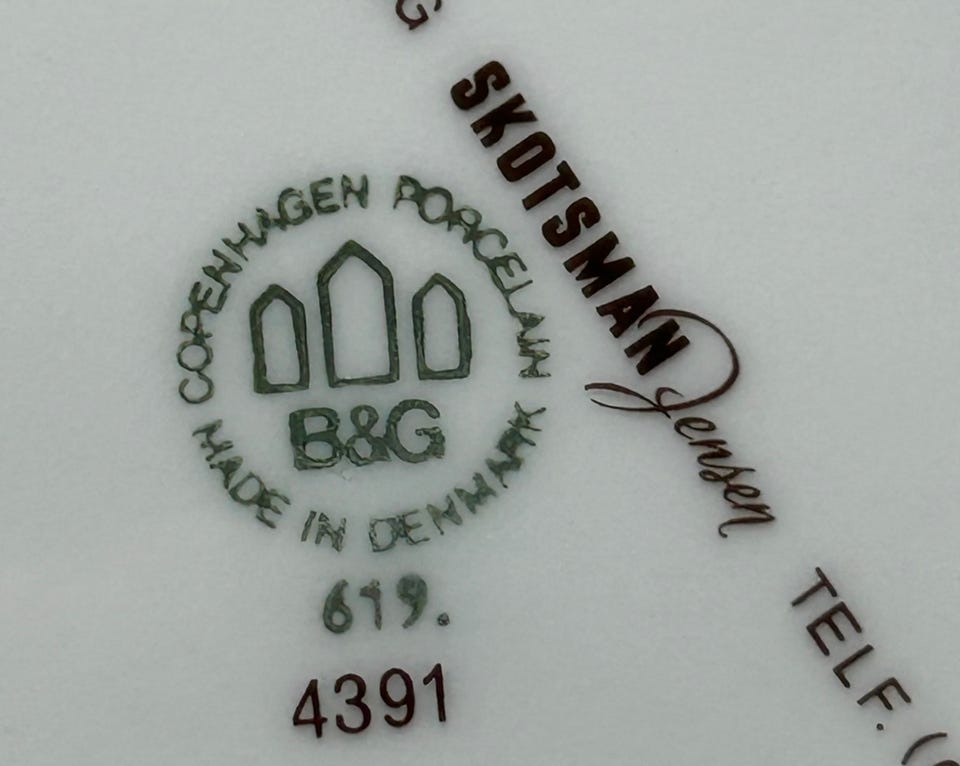 SKOTSMAN Jensen TELF. (
COPENHAGEN PORCELAIN
B&G
MADE IN DENMARK
619.
4391